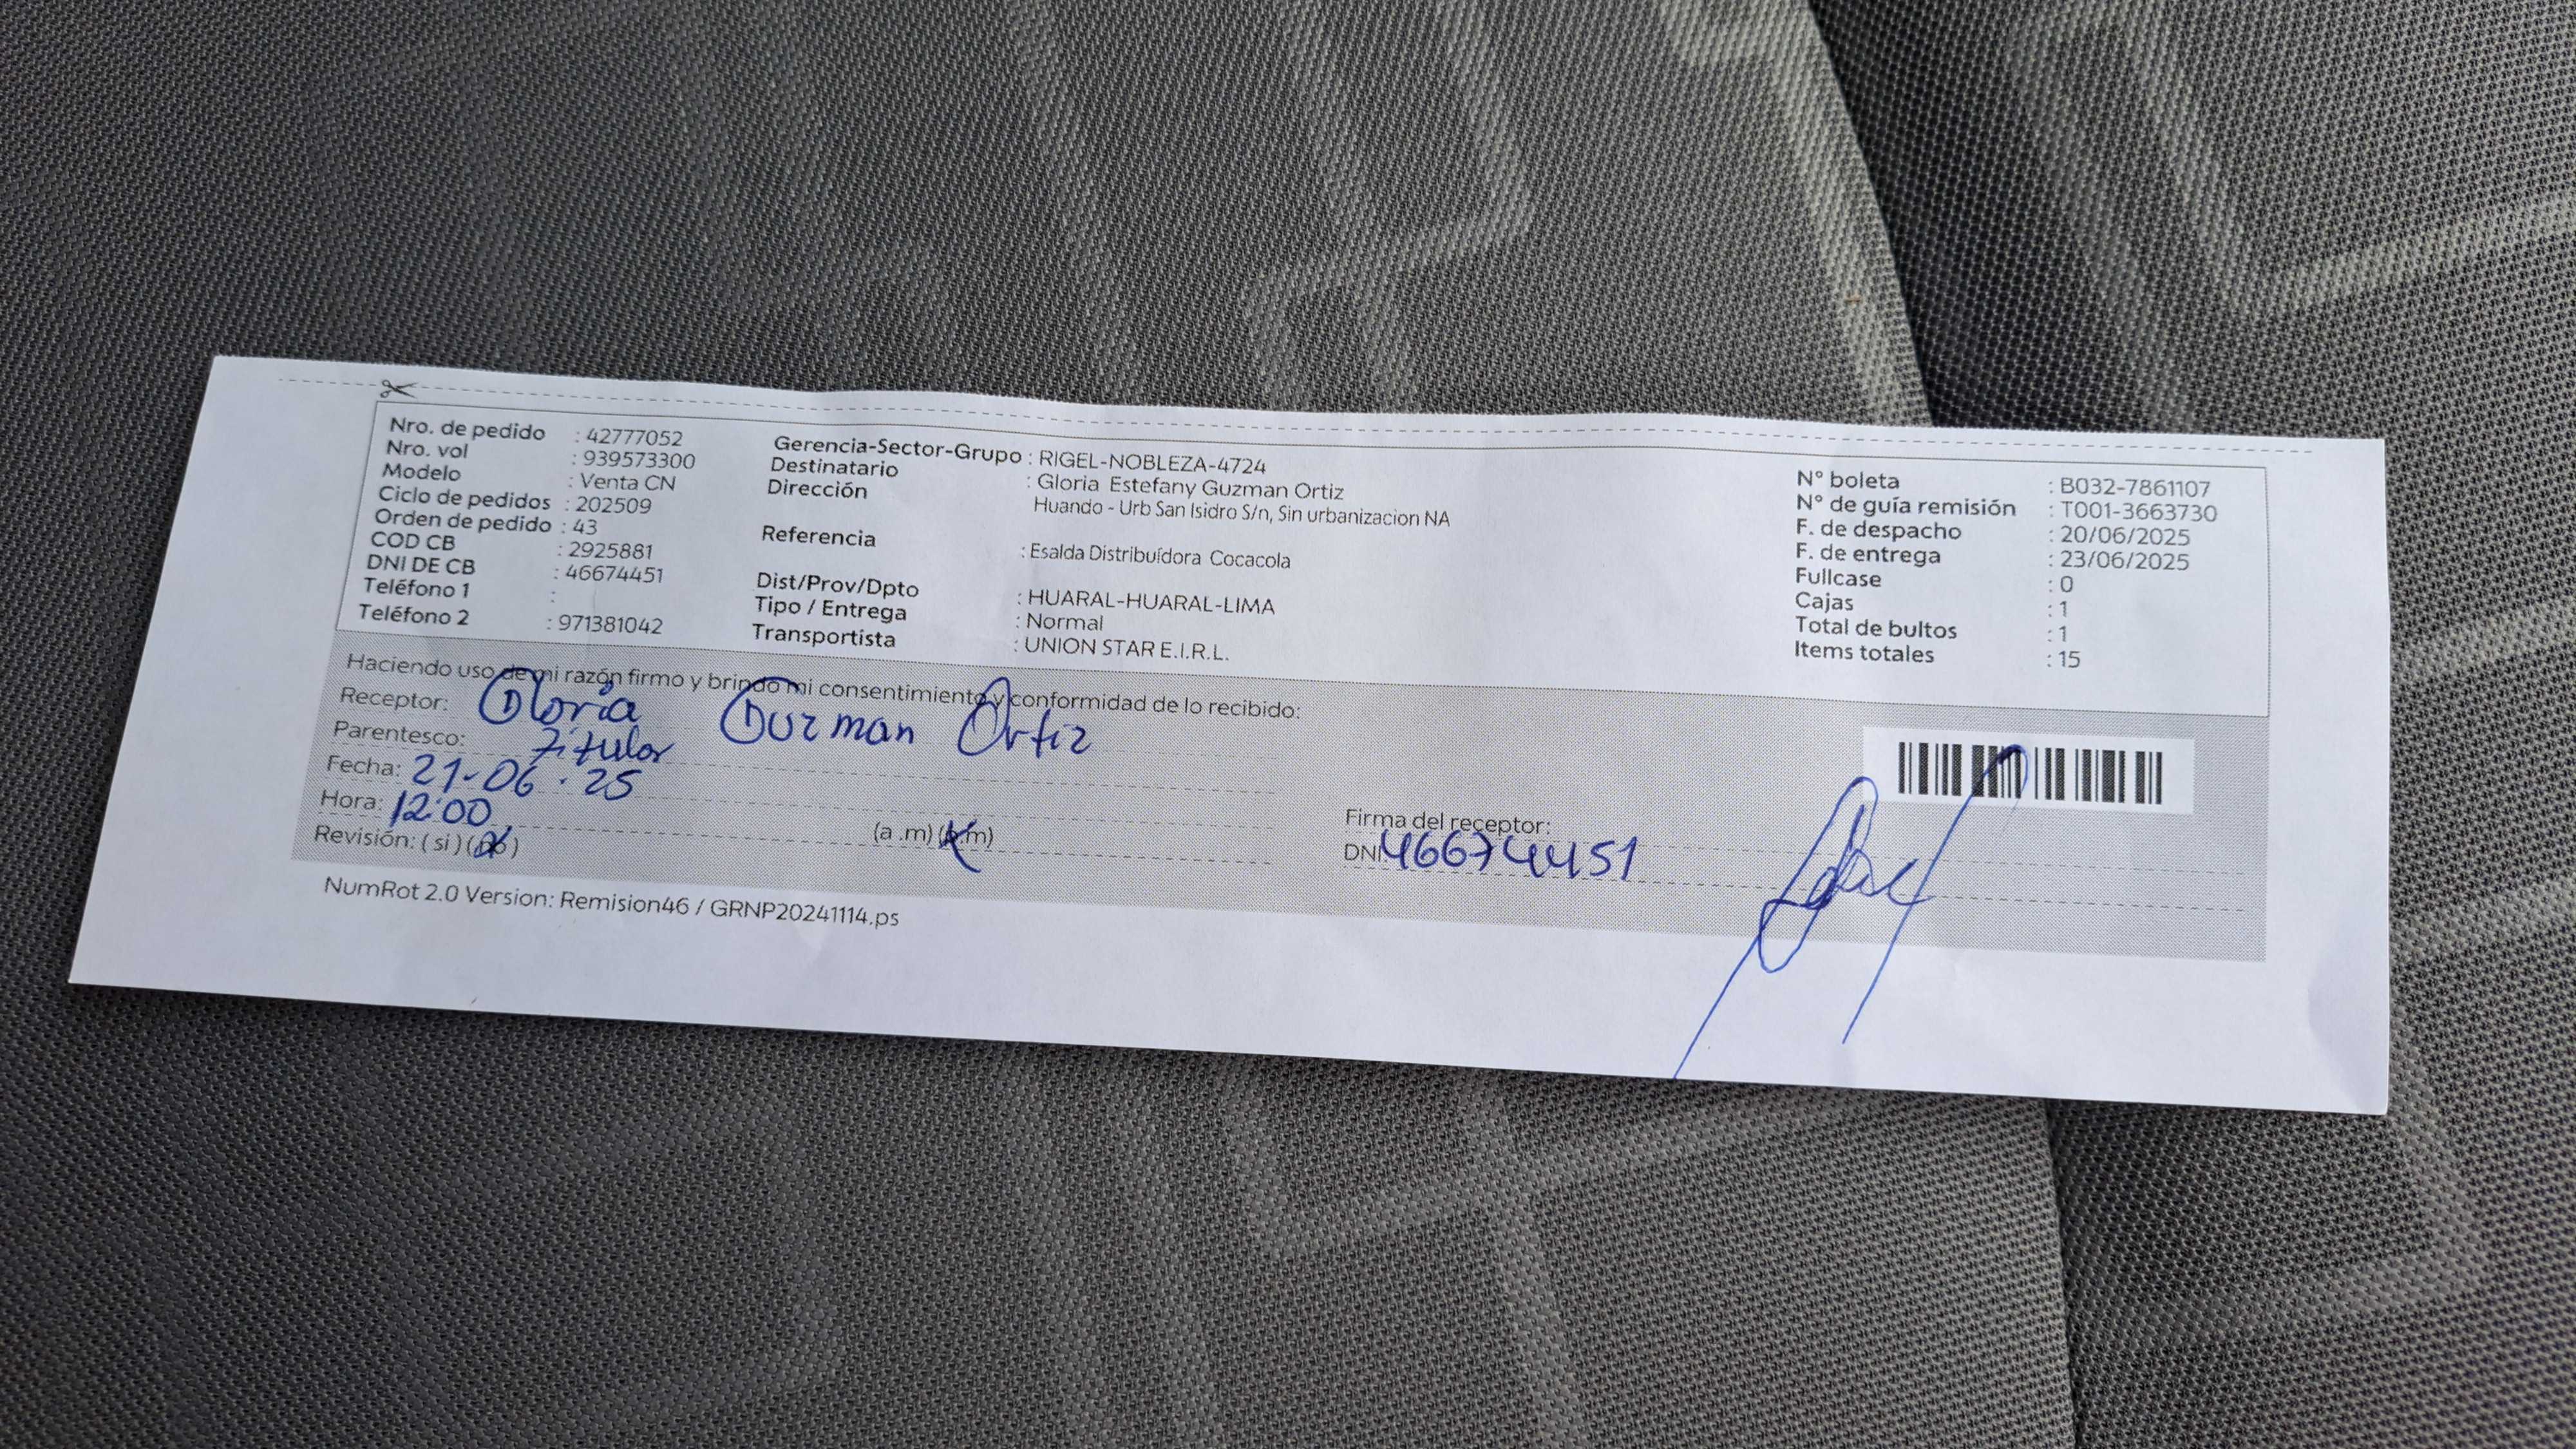 Nro. de pedido : 42777052
Nro. vol : 939573300
Modelo : Venta CN
Ciclo de pedidos : 202509
Orden de pedido : 43
COD CB : 2925881
DNI DE CB : 46674451
Teléfono 1 :
Teléfono 2 : 971381042
Gerencia-Sector-Grupo : RIGEL-NOBLEZA-4724
Destinatario : Gloria Estefany Guzman Ortiz
Dirección Huando - Urb San Isidro S/n, Sin urbanizacion NA
Referencia : Esalda Distribuídora Cocacola
Dist/Prov/Dpto : HUARAL-HUARAL-LIMA
Tipo / Entrega : Normal
Transportista : UNION STAR E.I.R.L.
N° boleta : B032-7861107
N° de guía remisión : T001-3663730
F. de despacho : 20/06/2025
F. de entrega : 23/06/2025
Fullcase : 0
Cajas : 1
Total de bultos : 1
Items totales : 15
Haciendo uso de mi razón firmo y brindo mi consentimiento y conformidad de lo recibido:
Receptor: Gloria Guzman Ortiz
Parentesco: Titular
Fecha: 21-06-25
Hora: 12:00 (a .m) (p.m)
Revisión: ( si ) ( no )
Firma del receptor:
DNI: 46674451
NumRot 2.0 Version: Remision46 / GRNP20241114.ps